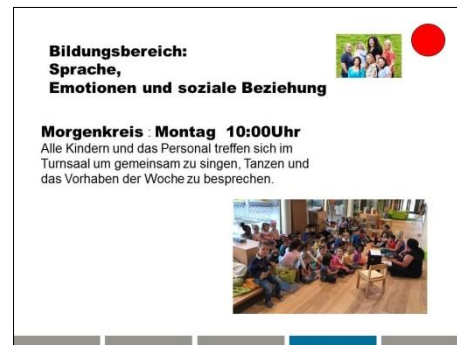 Bildungsbereich:
Sprache,
Emotionen und soziale Beziehung
Morgenkreis : Montag 10:00Uhr
Alle Kindern und das Personal treffen sich im
Turnsaal um gemeinsam zu singen, Tanzen und
das Vorhaben der Woche zu besprechen.